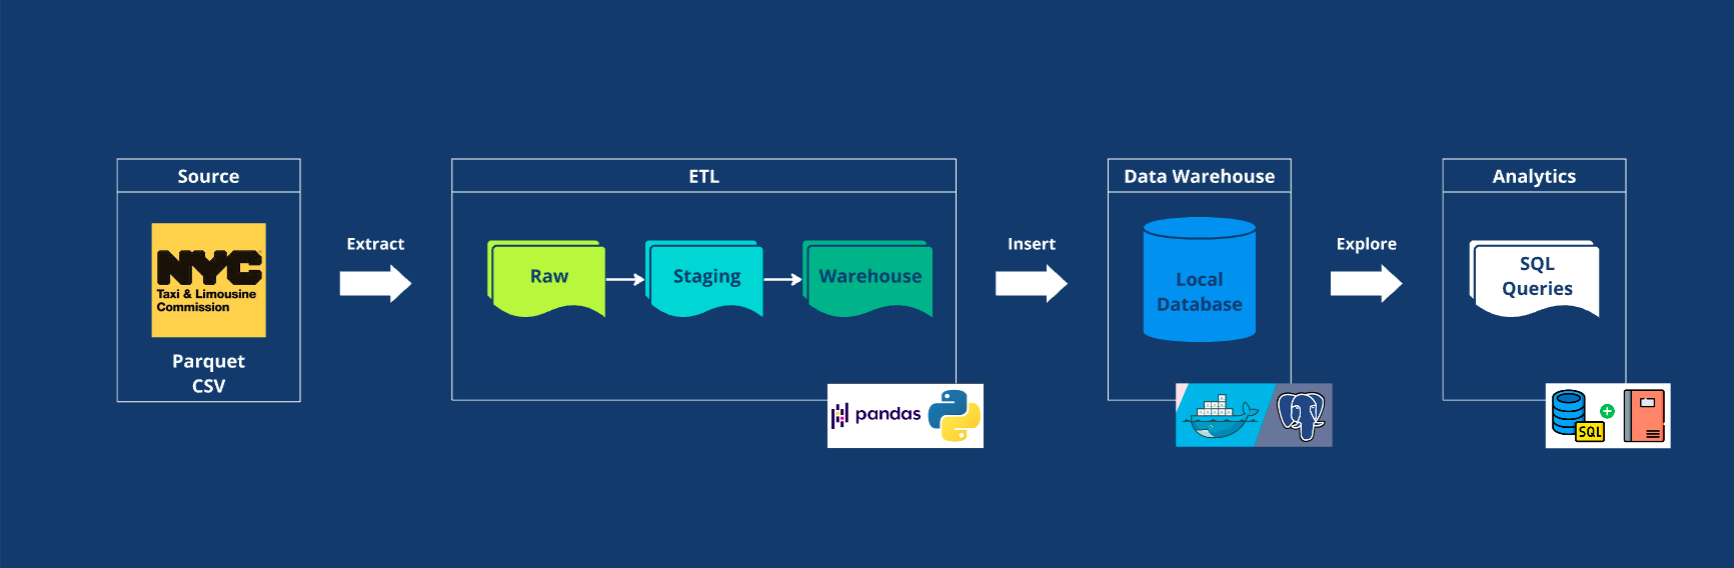 Source
NYC
Taxi & Limousine
Commission
Parquet
CSV
Extract
ETL
Raw
Staging
Warehouse
pandas
Insert
Data Warehouse
Local
Database
Explore
Analytics
SQL
Queries
SQL